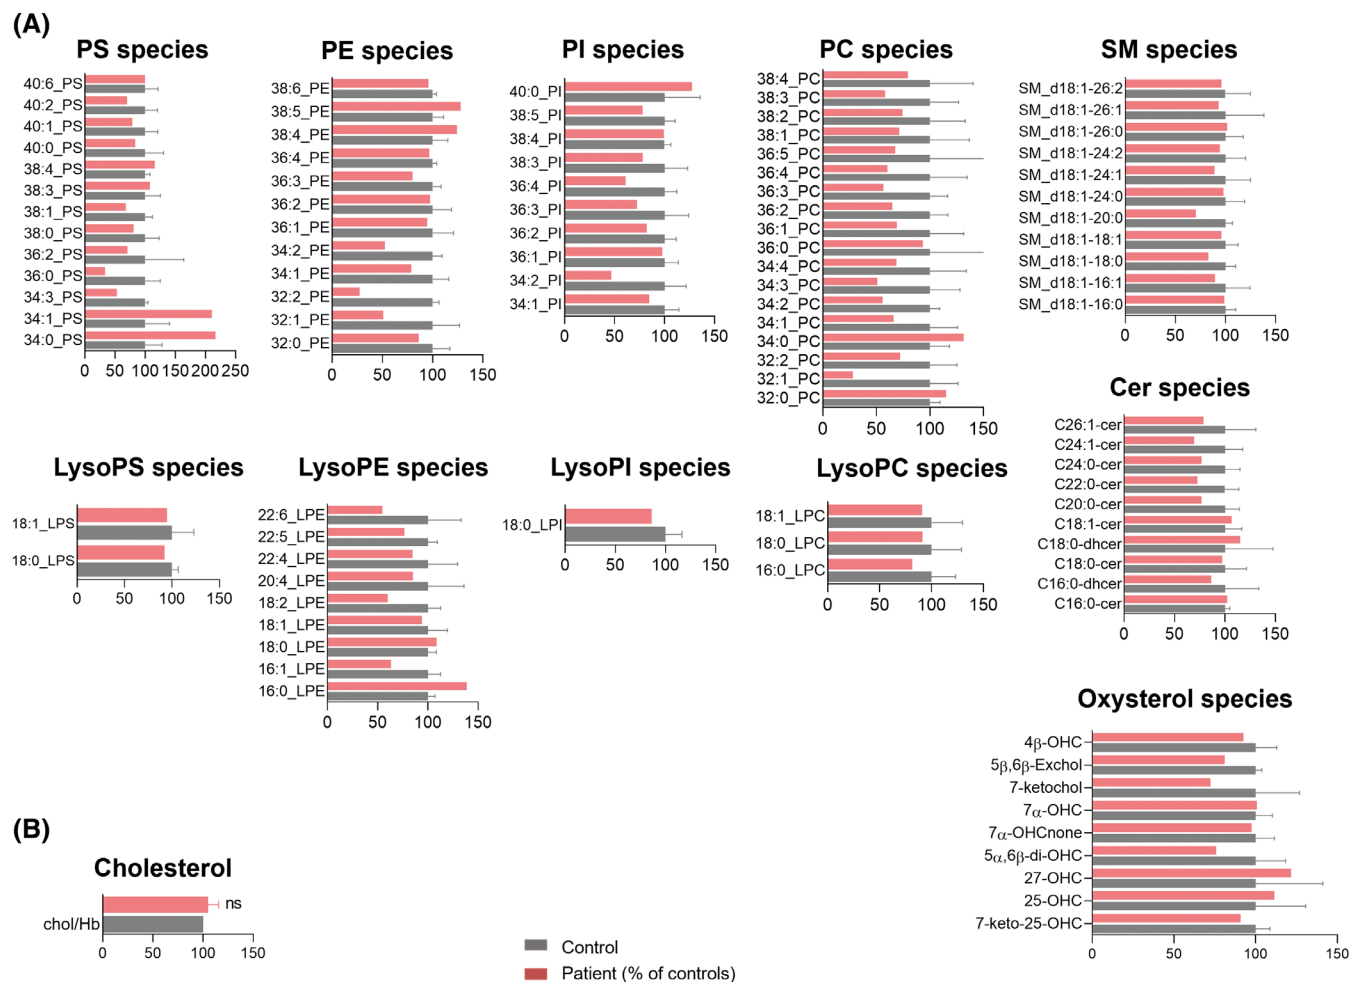 (A)
PS species
40:6_PS
40:2_PS
40:1_PS
40:0_PS
38:4_PS
38:3_PS
38:1_PS
38:0_PS
36:2_PS
36:0_PS
34:3_PS
34:1_PS
34:0_PS
0 50 100 150 200 250
PE species
38:6_PE
38:5_PE
38:4_PE
36:4_PE
36:3_PE
36:2_PE
36:1_PE
34:2_PE
34:1_PE
32:2_PE
32:1_PE
32:0_PE
0 50 100 150
PI species
40:0_PI
38:5_PI
38:4_PI
38:3_PI
36:4_PI
36:3_PI
36:2_PI
36:1_PI
34:2_PI
34:1_PI
0 50 100 150
PC species
38:4_PC
38:3_PC
38:2_PC
38:1_PC
36:5_PC
36:4_PC
36:3_PC
36:2_PC
36:1_PC
36:0_PC
34:4_PC
34:3_PC
34:2_PC
34:1_PC
34:0_PC
32:2_PC
32:1_PC
32:0_PC
0 50 100 150
SM species
SM_d18:1-26:2
SM_d18:1-26:1
SM_d18:1-26:0
SM_d18:1-24:2
SM_d18:1-24:1
SM_d18:1-24:0
SM_d18:1-20:0
SM_d18:1-18:1
SM_d18:1-18:0
SM_d18:1-16:1
SM_d18:1-16:0
0 50 100 150
Cer species
C26:1-cer
C24:1-cer
C24:0-cer
C22:0-cer
C20:0-cer
C18:1-cer
C18:0-dhcer
C18:0-cer
C16:0-dhcer
C16:0-cer
0 50 100 150
LysoPS species
18:1_LPS
18:0_LPS
0 50 100 150
LysoPE species
22:6_LPE
22:5_LPE
22:4_LPE
20:4_LPE
18:2_LPE
18:1_LPE
18:0_LPE
16:1_LPE
16:0_LPE
0 50 100 150
LysoPI species
18:0_LPI
0 50 100 150
LysoPC species
18:1_LPC
18:0_LPC
16:0_LPC
0 50 100 150
Oxysterol species
4β-OHC
5β,6β-Exchol
7-ketochol
7α-OHC
7α-OHCnone
5α,6β-di-OHC
27-OHC
25-OHC
7-keto-25-OHC
0 50 100 150
(B)
Cholesterol
chol/Hb
ns
0 50 100 150
Control
Patient (% of controls)